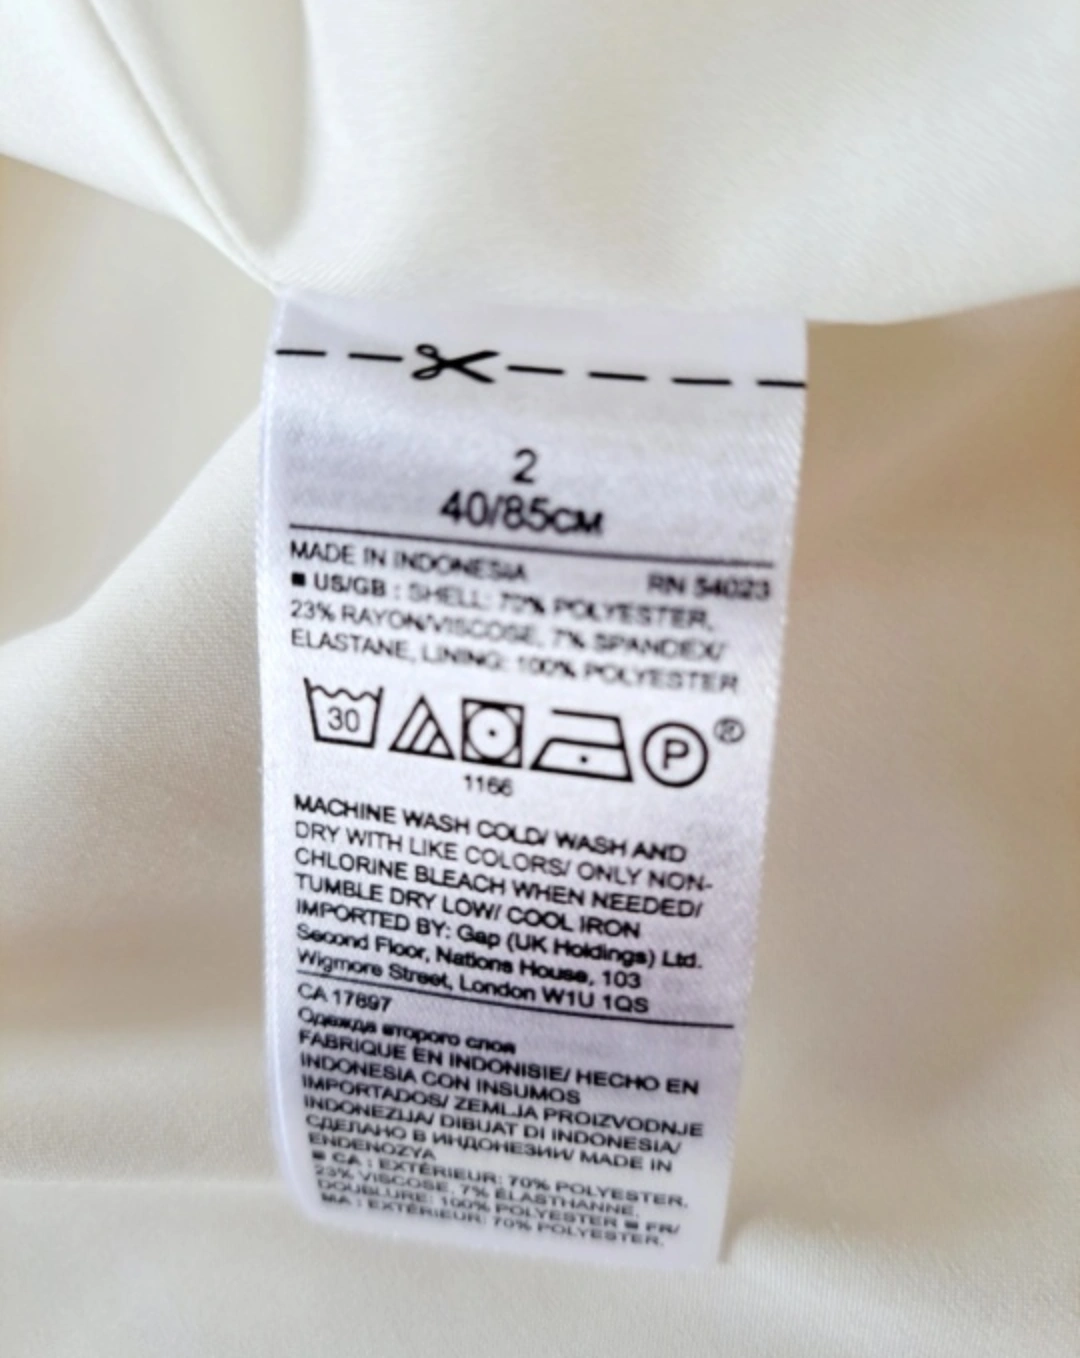 2
40/85CM
MADE IN INDONESIA RN 54023
■ US/GB : SHELL: 70% POLYESTER,
23% RAYON/VISCOSE, 7% SPANDEX/
ELASTANE, LINING: 100% POLYESTER
30 P ®
1166
MACHINE WASH COLD/ WASH AND
DRY WITH LIKE COLORS/ ONLY NON-
CHLORINE BLEACH WHEN NEEDED/
TUMBLE DRY LOW/ COOL IRON
IMPORTED BY: Gap (UK Holdings) Ltd.
Second Floor, Nations House, 103
Wigmore Street, London W1U 1QS
CA 17897
Одежда второго слоя
FABRIQUE EN INDONISIE/ HECHO EN
INDONESIA CON INSUMOS
IMPORTADOS/ ZEMLJA PROIZVODNJE
INDONEZIJA/ DIBUAT DI INDONESIA/
СДЕЛАНО В ИНДОНЕЗИИ/ MADE IN
ENDENOZYA
■ CA : EXTÉRIEUR: 70% POLYESTER,
23% VISCOSE, 7% ÉLASTHANNE,
DOUBLURE: 100% POLYESTER ■ FR/
MA : EXTÉRIEUR: 70% POLYESTER,